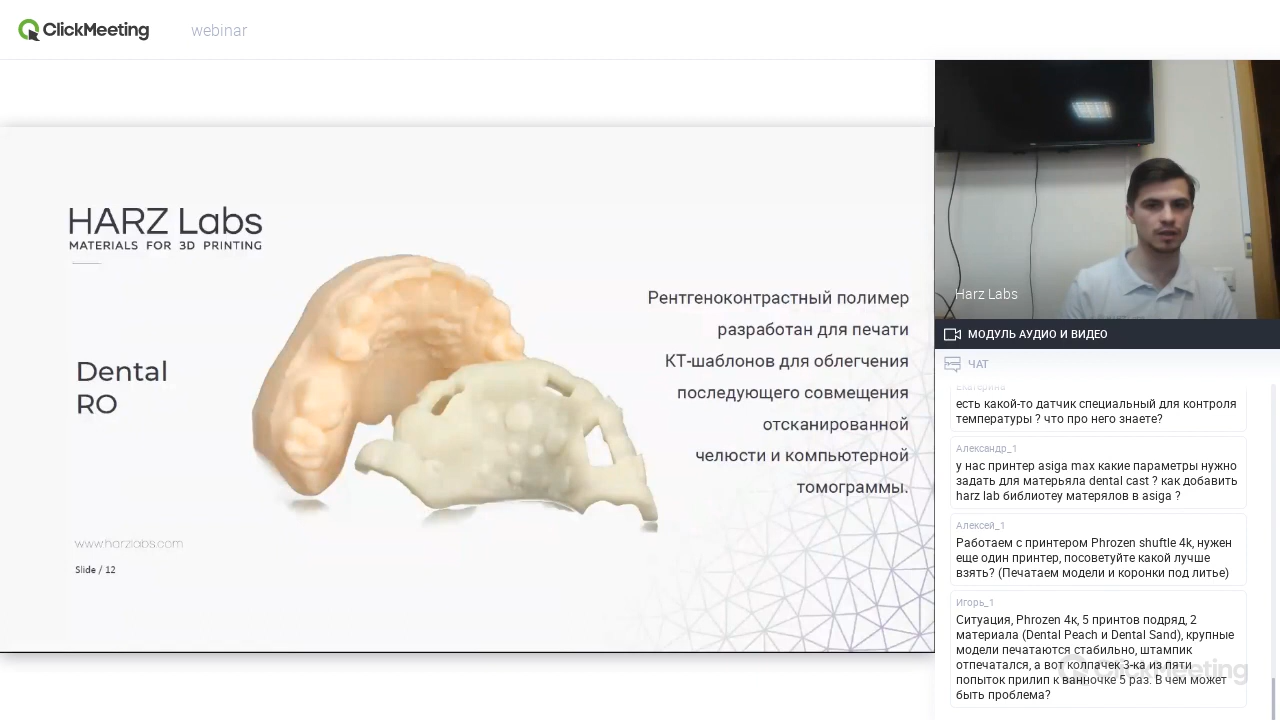 ClickMeeting
webinar
HARZ Labs
MATERIALS FOR 3D PRINTING
Dental
RO
Рентгеноконтрастный полимер
разработан для печати
КТ-шаблонов для облегчения
последующего совмещения
отсканированной
челюсти и компьютерной
томограммы.
www.harzlabs.com
Slide / 12
Harz Labs
МОДУЛЬ АУДИО И ВИДЕО
ЧАТ
Екатерина
есть какой-то датчик специальный для контроля
температуры ? что про него знаете?
Александр_1
у нас принтер asiga max какие параметры нужно
задать для матерьяла dental cast ? как добавить
harz lab библиотеу матерялов в asiga ?
Алексей_1
Работаем с принтером Phrozen shuftle 4k, нужен
еще один принтер, посоветуйте какой лучше
взять? (Печатаем модели и коронки под литье)
Игорь_1
Ситуация, Phrozen 4к, 5 принтов подряд, 2
материала (Dental Peach и Dental Sand), крупные
модели печатаются стабильно, штампик
отпечатался, а вот колпачек 3-ка из пяти
попыток прилип к ванночке 5 раз. В чем может
быть проблема?
ClickMeeting